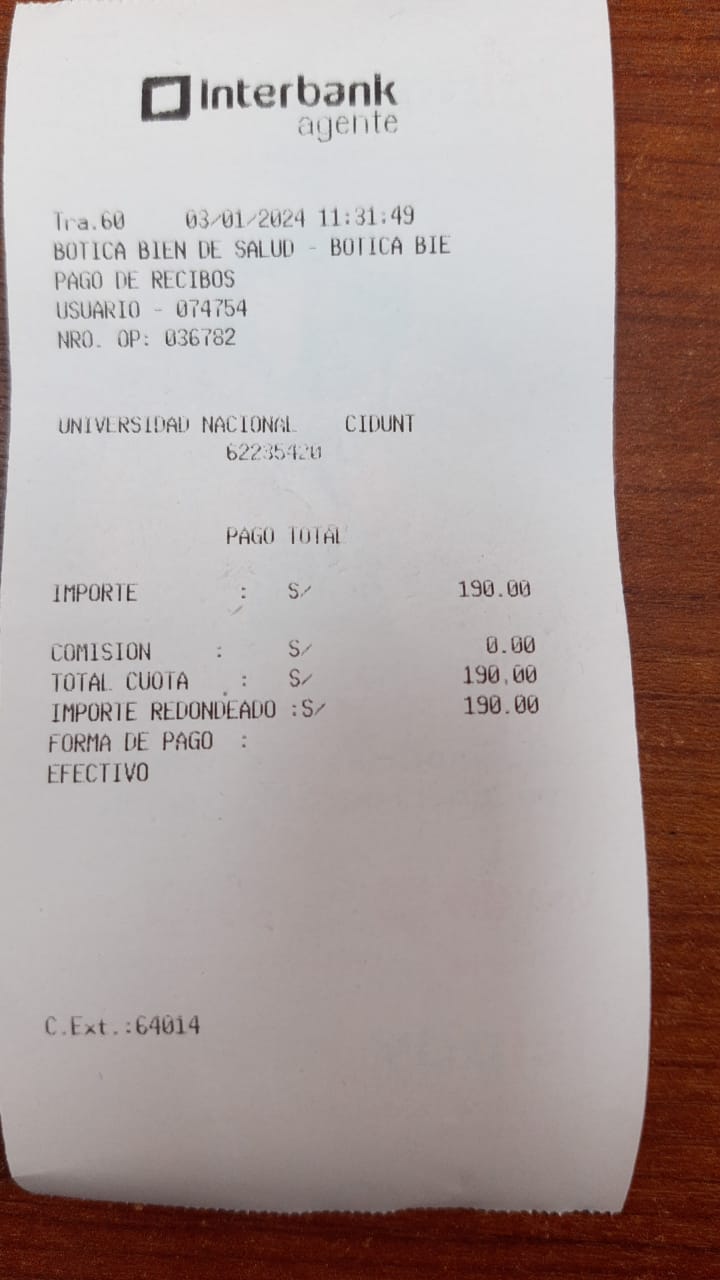 Interbank
agente
Tra.60 03/01/2024 11:31:49
BOTICA BIEN DE SALUD - BOTICA BIE
PAGO DE RECIBOS
USUARIO - 074754
NRO. OP: 036782
UNIVERSIDAD NACIONAL CIDUNT
62235420
PAGO TOTAL
IMPORTE : S/ 190.00
COMISION : S/ 0.00
TOTAL CUOTA : S/ 190.00
IMPORTE REDONDEADO :S/ 190.00
FORMA DE PAGO :
EFECTIVO
C.Ext.:64014